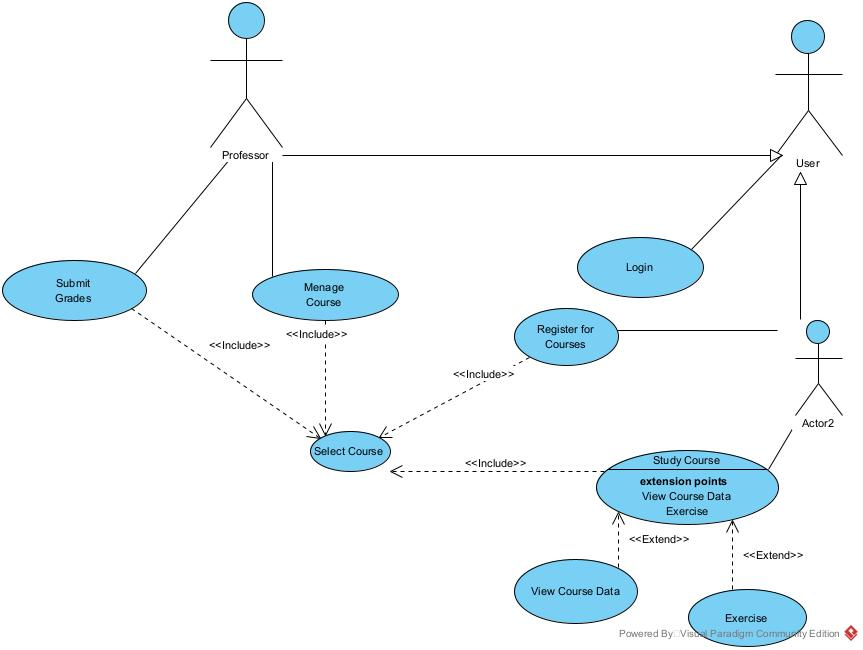 Professor
User
Login
Submit
Grades
Menage
Course
Register for
Courses
<<Include>>
<<Include>>
<<Include>>
Actor2
Select Course
<<Include>>
Study Course
extension points
View Course Data
Exercise
<<Extend>>
<<Extend>>
View Course Data
Exercise
Powered By Visual Paradigm Community Edition